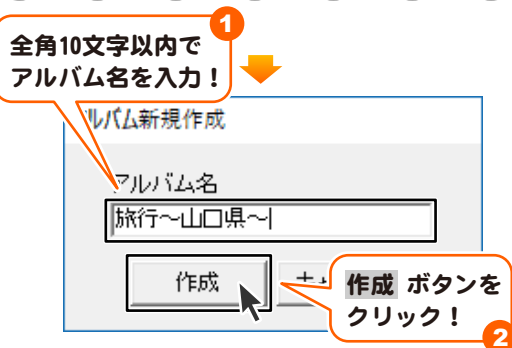 1
全角10文字以内で
アルバム名を入力！
アルバム新規作成
アルバム名
旅行～山口県～
作成
作成 ボタンを
クリック！
2